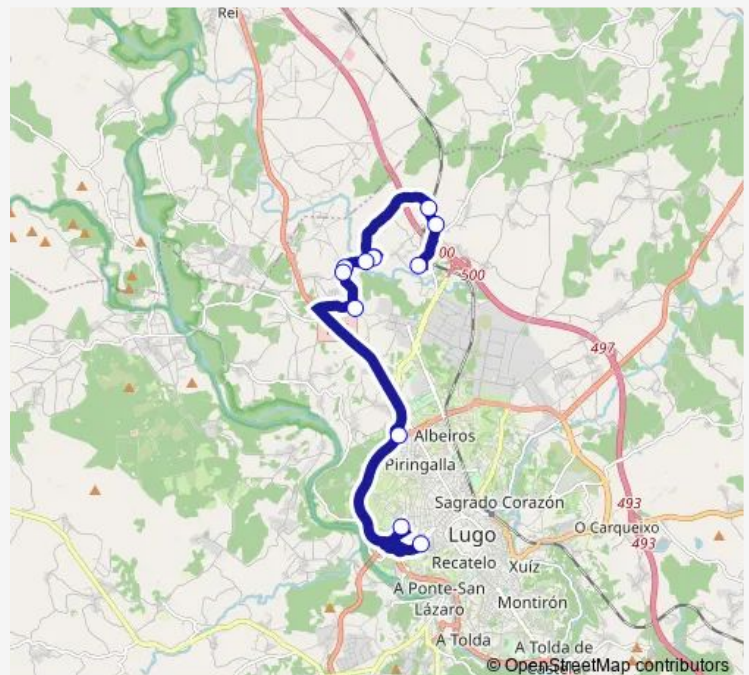 Rei
00
500
497
Albeiros
Piringalla
Sagrado Corazón
493
Lugo
O Carqueixo
493
Recatelo
Xuíz
A Ponte-San
Lázaro
Montirón
A Tolda
A Tolda de
© OpenStreetMap contributors